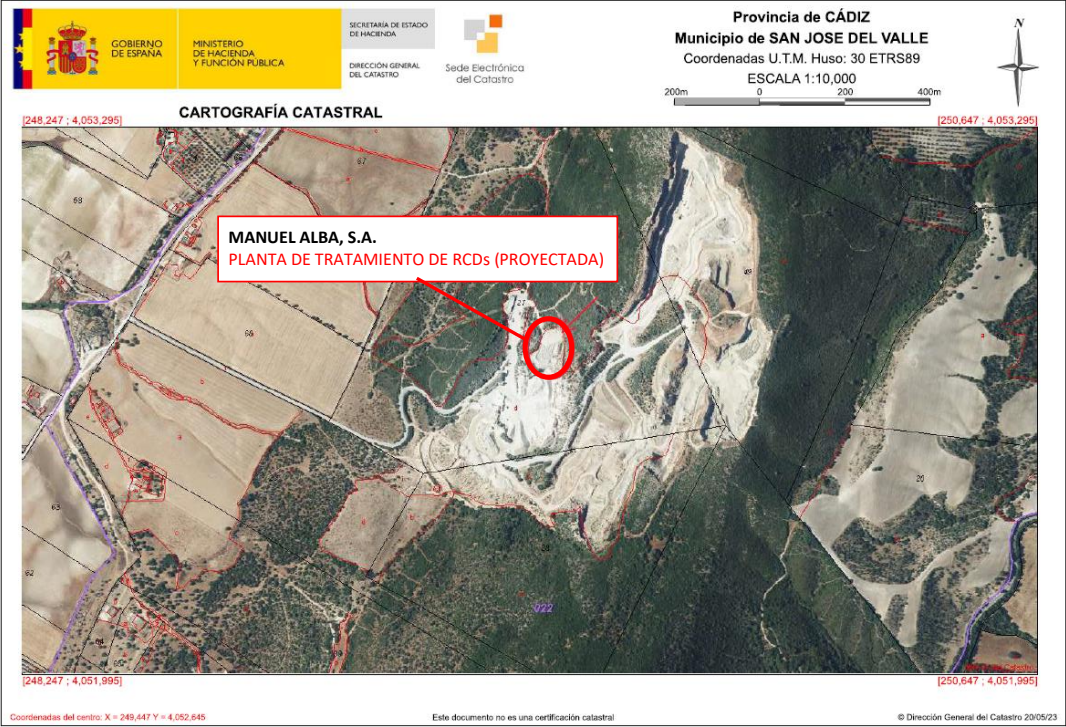 GOBIERNO
DE ESPAÑA
MINISTERIO
DE HACIENDA
Y FUNCIÓN PÚBLICA
SECRETARÍA DE ESTADO
DE HACIENDA
DIRECCIÓN GENERAL
DEL CATASTRO
Sede Electrónica
del Catastro
Provincia de CÁDIZ
Municipio de SAN JOSE DEL VALLE
Coordenadas U.T.M. Huso: 30 ETRS89
ESCALA 1:10,000
200m 0 200 400m
N
CARTOGRAFÍA CATASTRAL
[248,247 ; 4,053,295]
[250,647 ; 4,053,295]
67
68
MANUEL ALBA, S.A.
PLANTA DE TRATAMIENTO DE RCDs (PROYECTADA)
27
69
63
20
62
022
[248,247 ; 4,051,995]
[250,647 ; 4,051,995]
Coordenadas del centro: X = 249,447 Y = 4,052,645
Este documento no es una certificación catastral
© Dirección General del Catastro 20/05/23